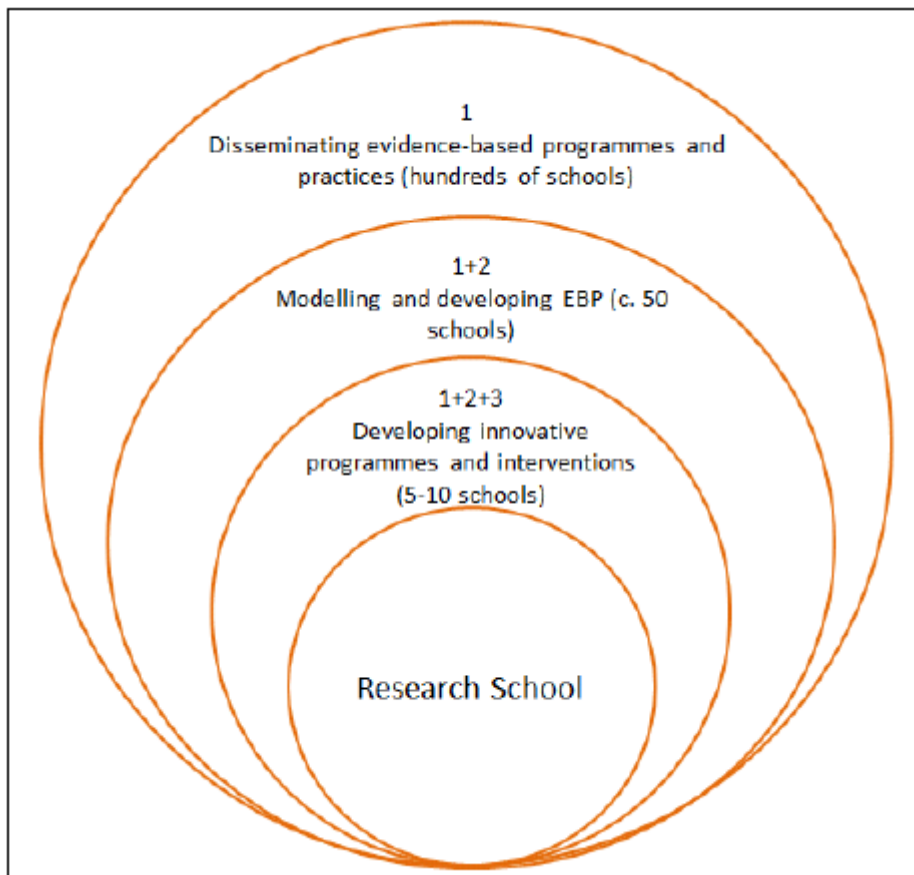 1
Disseminating evidence-based programmes and
practices (hundreds of schools)
1+2
Modelling and developing EBP (c. 50
schools)
1+2+3
Developing innovative
programmes and interventions
(5-10 schools)
Research School